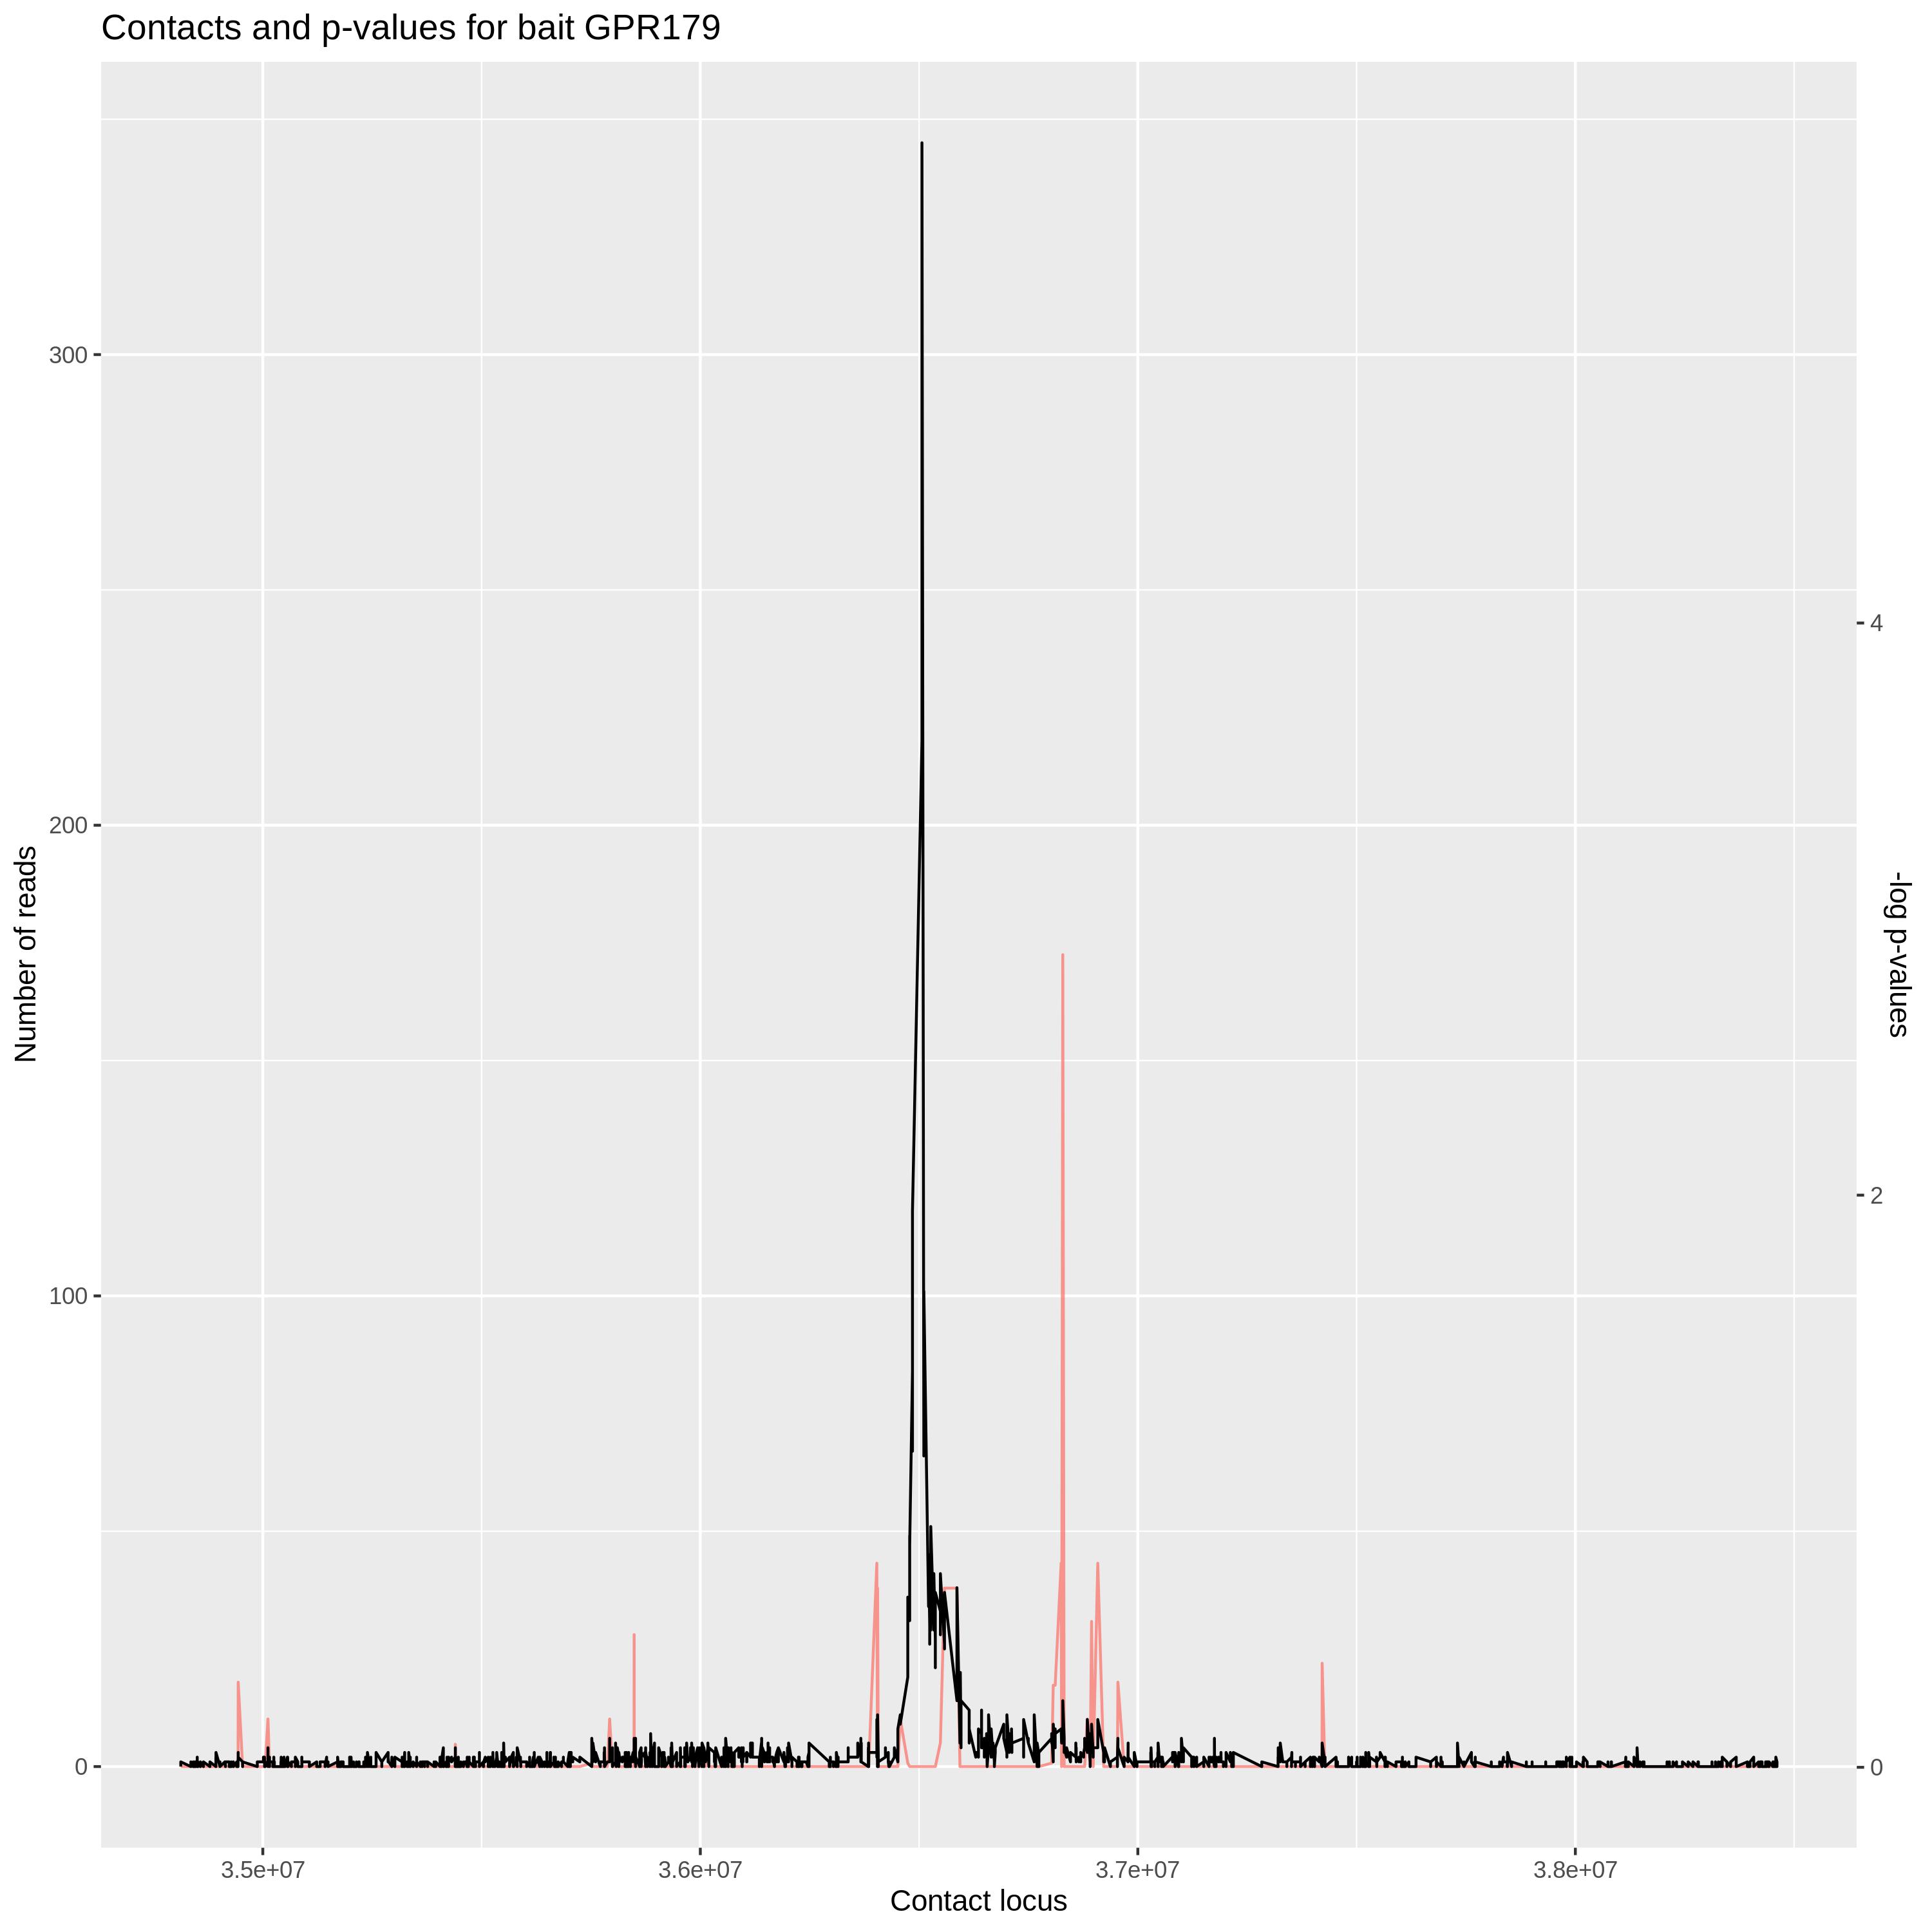 Contacts and p-values for bait GPR179
300
200
100
0
Number of reads
4
2
0
-log p-values
3.5e+07
3.6e+07
3.7e+07
3.8e+07
Contact locus